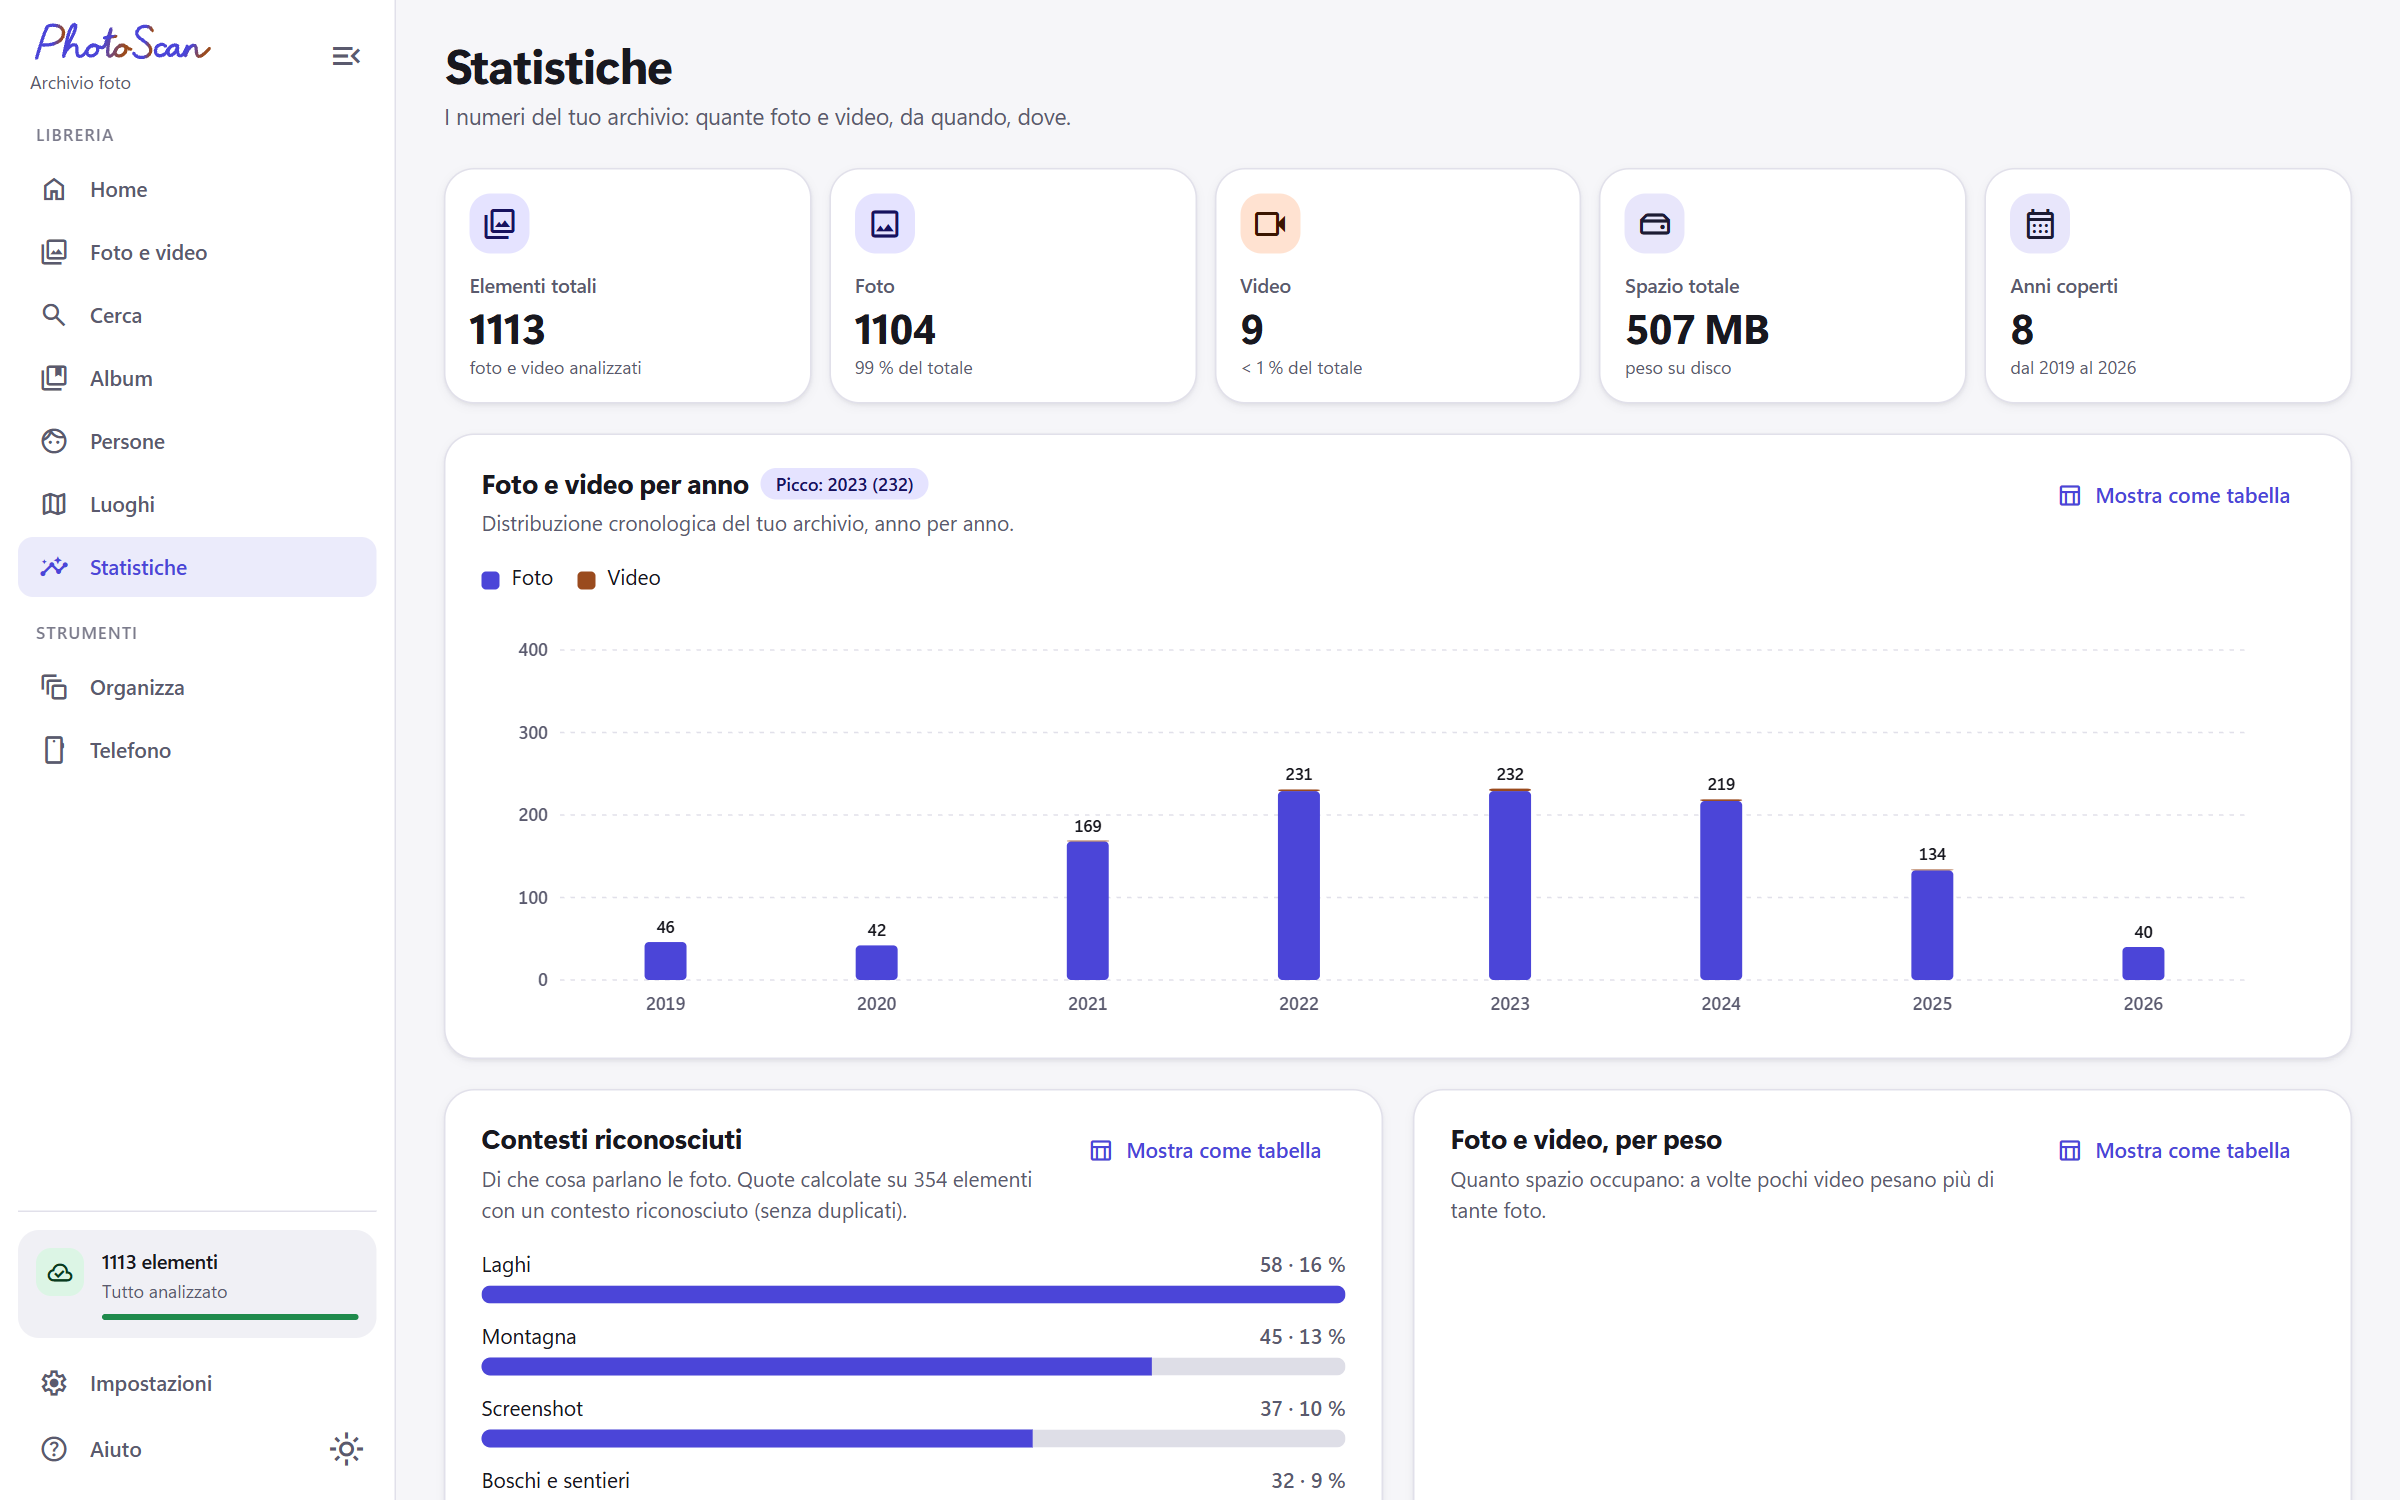 PhotoScan
Archivio foto
LIBRERIA
Home
Foto e video
Cerca
Album
Persone
Luoghi
Statistiche
STRUMENTI
Organizza
Telefono
1113 elementi
Tutto analizzato
Impostazioni
Aiuto
Statistiche
I numeri del tuo archivio: quante foto e video, da quando, dove.
Elementi totali
1113
foto e video analizzati
Foto
1104
99 % del totale
Video
9
< 1 % del totale
Spazio totale
507 MB
peso su disco
Anni coperti
8
dal 2019 al 2026
Foto e video per anno
Picco: 2023 (232)
Mostra come tabella
Distribuzione cronologica del tuo archivio, anno per anno.
Foto
Video
400
300
200
100
0
46
42
169
231
232
219
134
40
2019
2020
2021
2022
2023
2024
2025
2026
Contesti riconosciuti
Mostra come tabella
Di che cosa parlano le foto. Quote calcolate su 354 elementi
con un contesto riconosciuto (senza duplicati).
Laghi
58 · 16 %
Montagna
45 · 13 %
Screenshot
37 · 10 %
Boschi e sentieri
32 · 9 %
Foto e video, per peso
Mostra come tabella
Quanto spazio occupano: a volte pochi video pesano più di
tante foto.